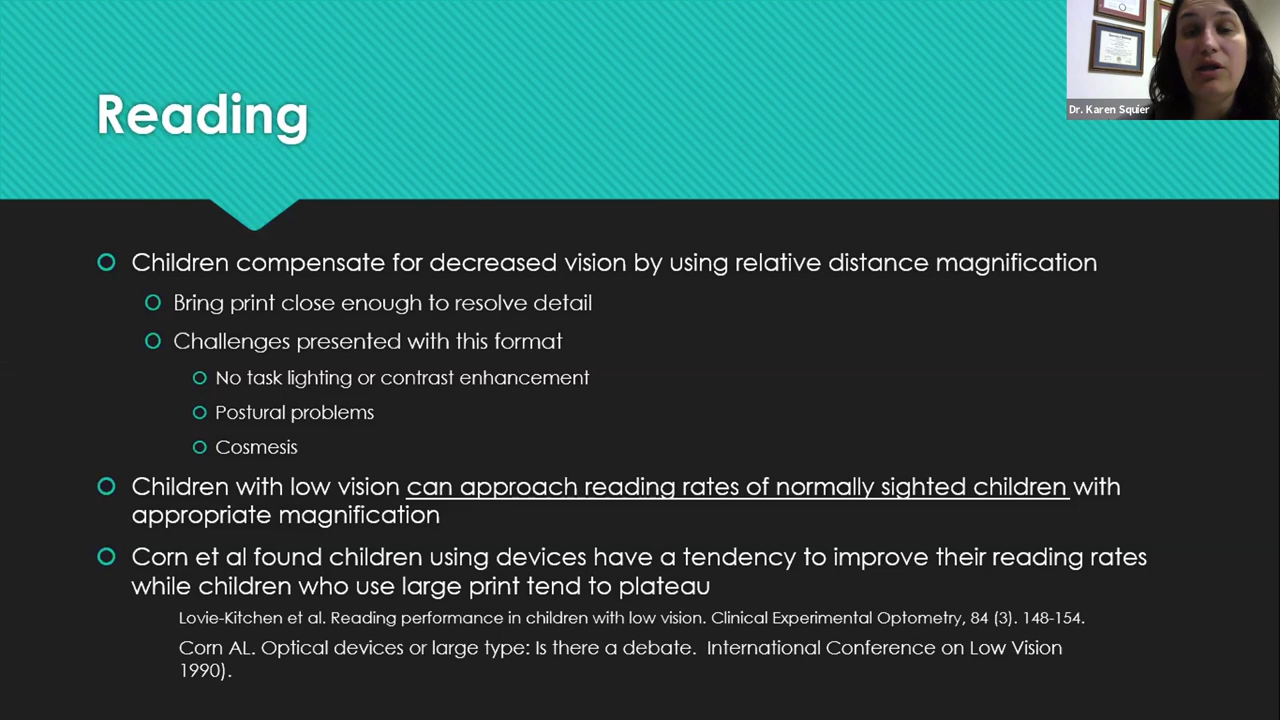 Reading
Dr. Karen Squier
Children compensate for decreased vision by using relative distance magnification
Bring print close enough to resolve detail
Challenges presented with this format
No task lighting or contrast enhancement
Postural problems
Cosmesis
Children with low vision can approach reading rates of normally sighted children with
appropriate magnification
Corn et al found children using devices have a tendency to improve their reading rates
while children who use large print tend to plateau
Lovie-Kitchen et al. Reading performance in children with low vision. Clinical Experimental Optometry, 84 (3). 148-154.
Corn AL. Optical devices or large type: Is there a debate. International Conference on Low Vision
1990).